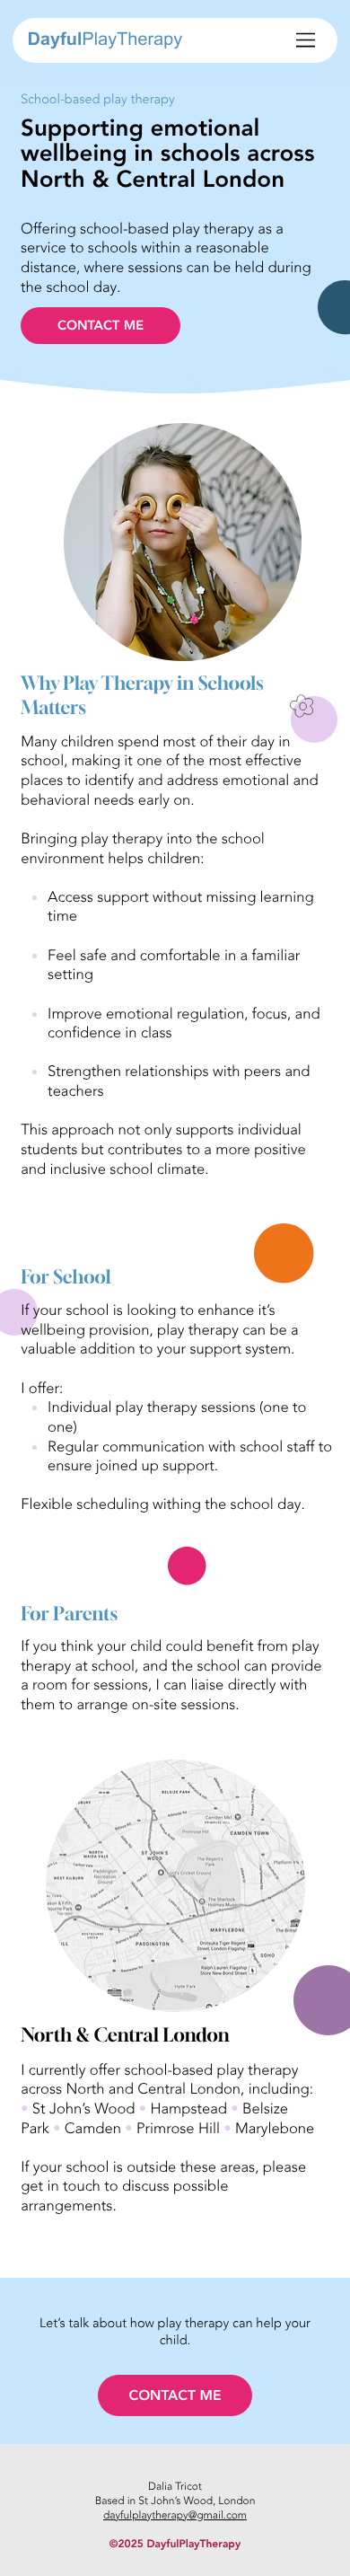 DayfulPlayTherapy
School-based play therapy
Supporting emotional
wellbeing in schools across
North & Central London
Offering school-based play therapy as a
service to schools within a reasonable
distance, where sessions can be held during
the school day.
CONTACT ME
Why Play Therapy in Schools
Matters
Many children spend most of their day in
school, making it one of the most effective
places to identify and address emotional and
behavioral needs early on.
Bringing play therapy into the school
environment helps children:
• Access support without missing learning
time
• Feel safe and comfortable in a familiar
setting
• Improve emotional regulation, focus, and
confidence in class
• Strengthen relationships with peers and
teachers
This approach not only supports individual
students but contributes to a more positive
and inclusive school climate.
For School
If your school is looking to enhance it's
wellbeing provision, play therapy can be a
valuable addition to your support system.
I offer:
• Individual play therapy sessions (one to
one)
• Regular communication with school staff to
ensure joined up support.
Flexible scheduling withing the school day.
For Parents
If you think your child could benefit from play
therapy at school, and the school can provide
a room for sessions, I can liaise directly with
them to arrange on-site sessions.
BELSIZE PARK
CAMDEN TOWN
Primrose Hill
ST JOHN'S
WOOD
The Regent's
Park
WEST KILBURN
MARYLEBONE
PADDINGTON
SOHO
Hyde Park
North & Central London
I currently offer school-based play therapy
across North and Central London, including:
• St John's Wood • Hampstead • Belsize
Park • Camden • Primrose Hill • Marylebone
If your school is outside these areas, please
get in touch to discuss possible
arrangements.
Let's talk about how play therapy can help your
child.
CONTACT ME
Dalia Tricot
Based in St John's Wood, London
dayfulplaytherapy@gmail.com
©2025 DayfulPlayTherapy